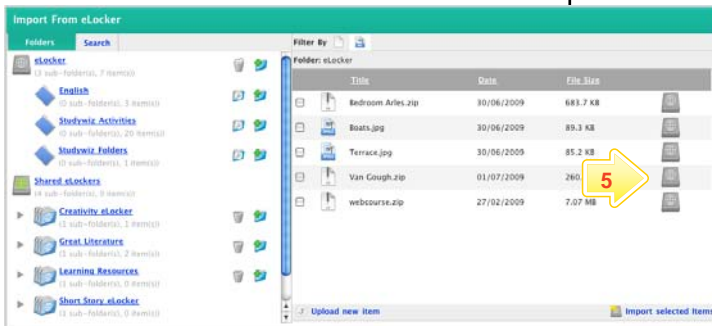 Import From eLocker
Folders Search
eLocker
(3 sub-folder(s), 7 item(s))
English
(0 sub-folder(s), 3 item(s))
Studywiz Activities
(0 sub-folder(s), 20 item(s))
Studywiz Folders
(0 sub-folder(s), 1 item(s))
Shared eLockers
(4 sub-folder(s), 0 item(s))
Creativity eLocker
(1 sub-folder(s), 1 item(s))
Great Literature
(1 sub-folder(s), 2 item(s))
Learning Resources
(1 sub-folder(s), 0 item(s))
Short Story eLocker
(1 sub-folder(s), 0 item(s))
Filter By
Folder: eLocker
Title Date File Size
Bedroom Arles.zip 30/06/2009 683.7 KB
Boats.jpg 30/06/2009 89.3 KB
Terrace.jpg 30/06/2009 85.2 KB
Van Gough.zip 01/07/2009 260.
5
webcourse.zip 27/02/2009 7.07 MB
Upload new item Import selected Items